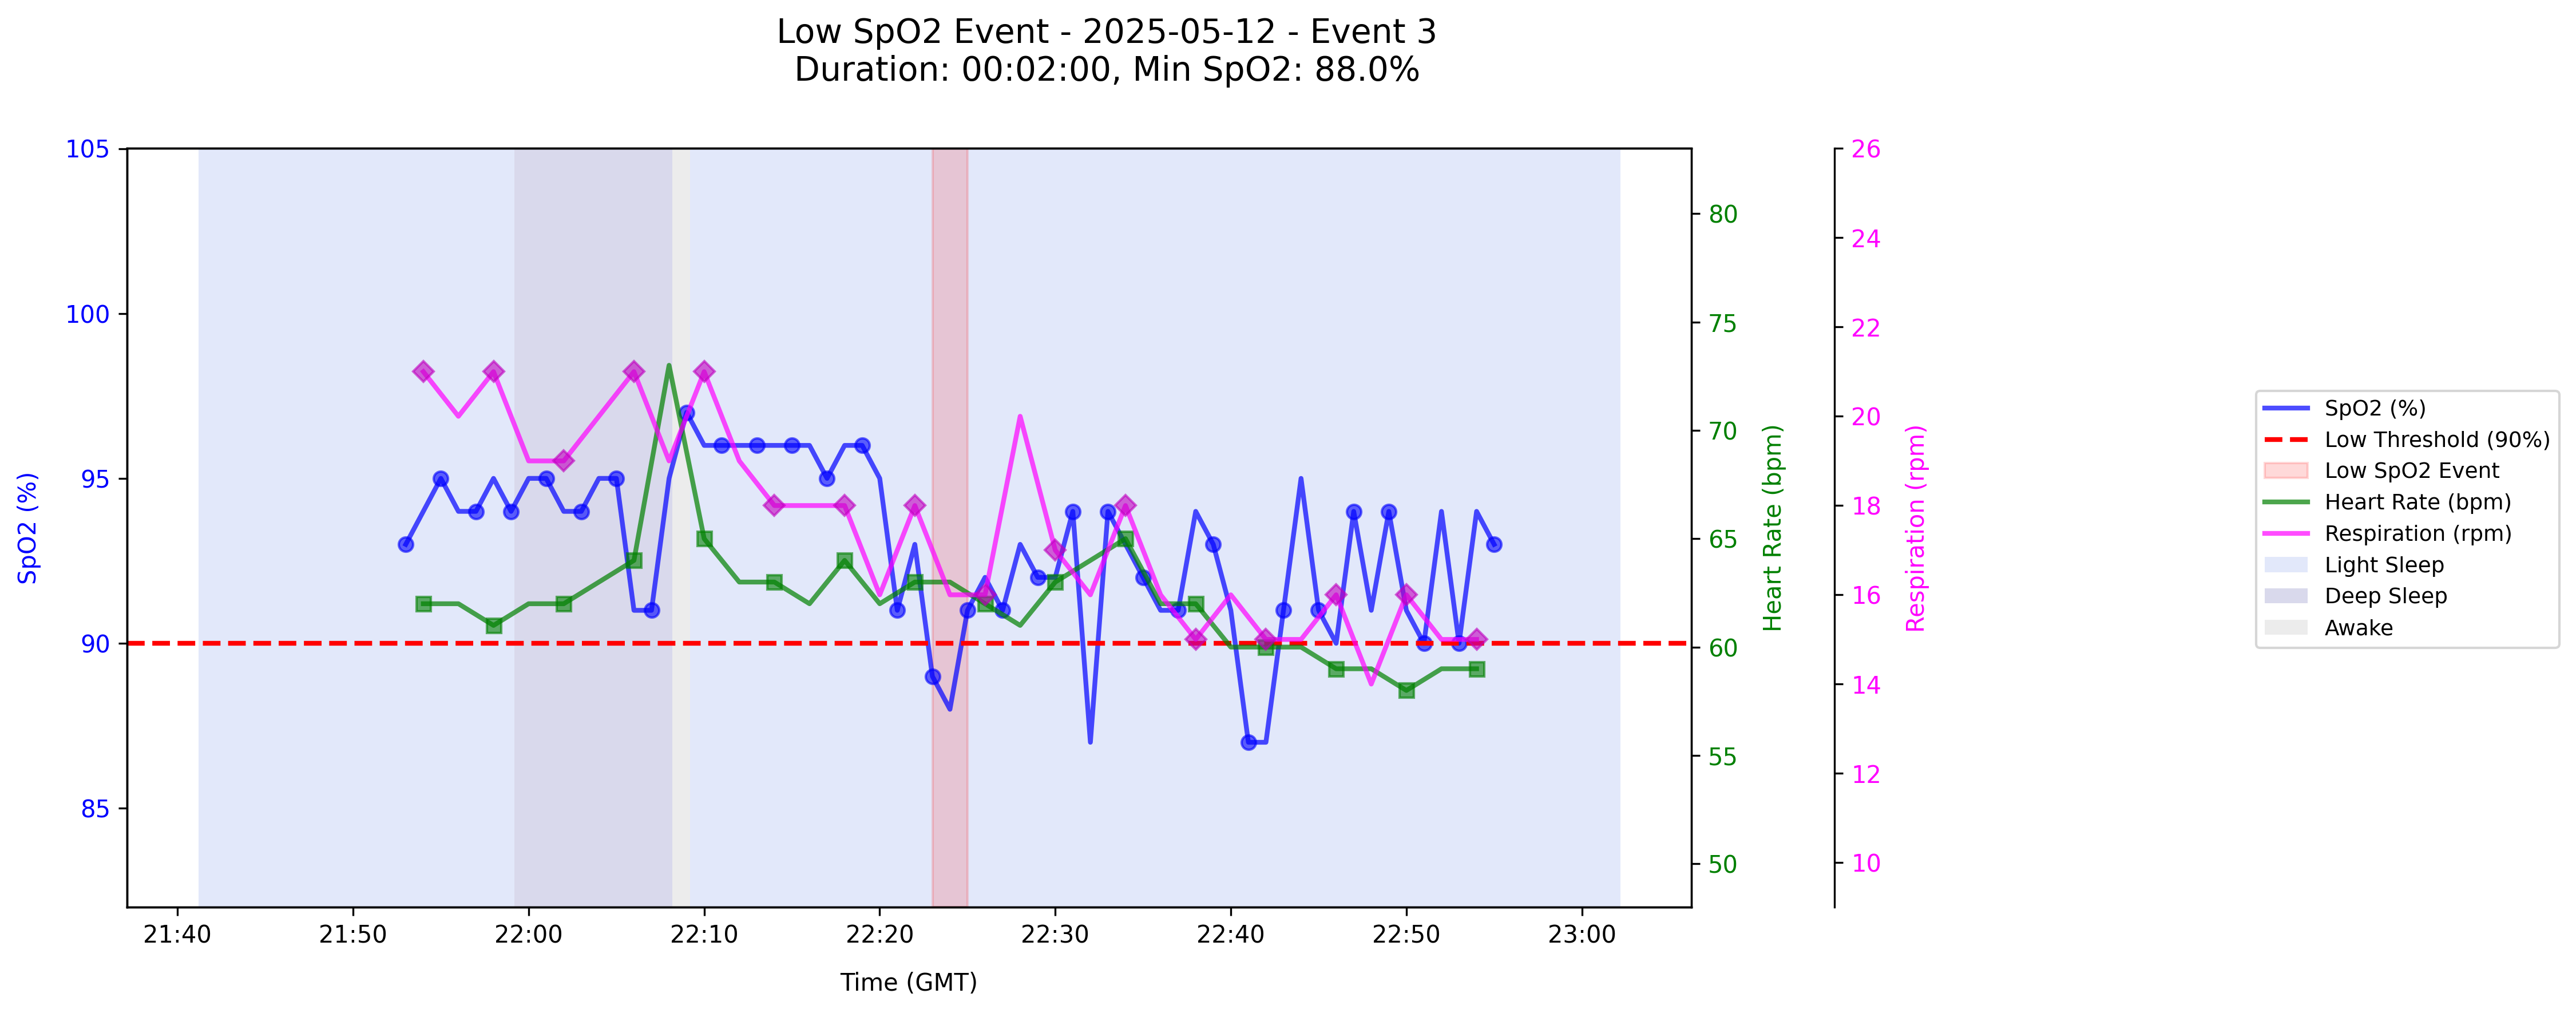 Low SpO2 Event - 2025-05-12 - Event 3
Duration: 00:02:00, Min SpO2: 88.0%
105
100
95
90
85
SpO2 (%)
21:40
21:50
22:00
22:10
22:20
22:30
22:40
22:50
23:00
Time (GMT)
80
75
70
65
60
55
50
Heart Rate (bpm)
26
24
22
20
18
16
14
12
10
Respiration (rpm)
SpO2 (%)
Low Threshold (90%)
Low SpO2 Event
Heart Rate (bpm)
Respiration (rpm)
Light Sleep
Deep Sleep
Awake